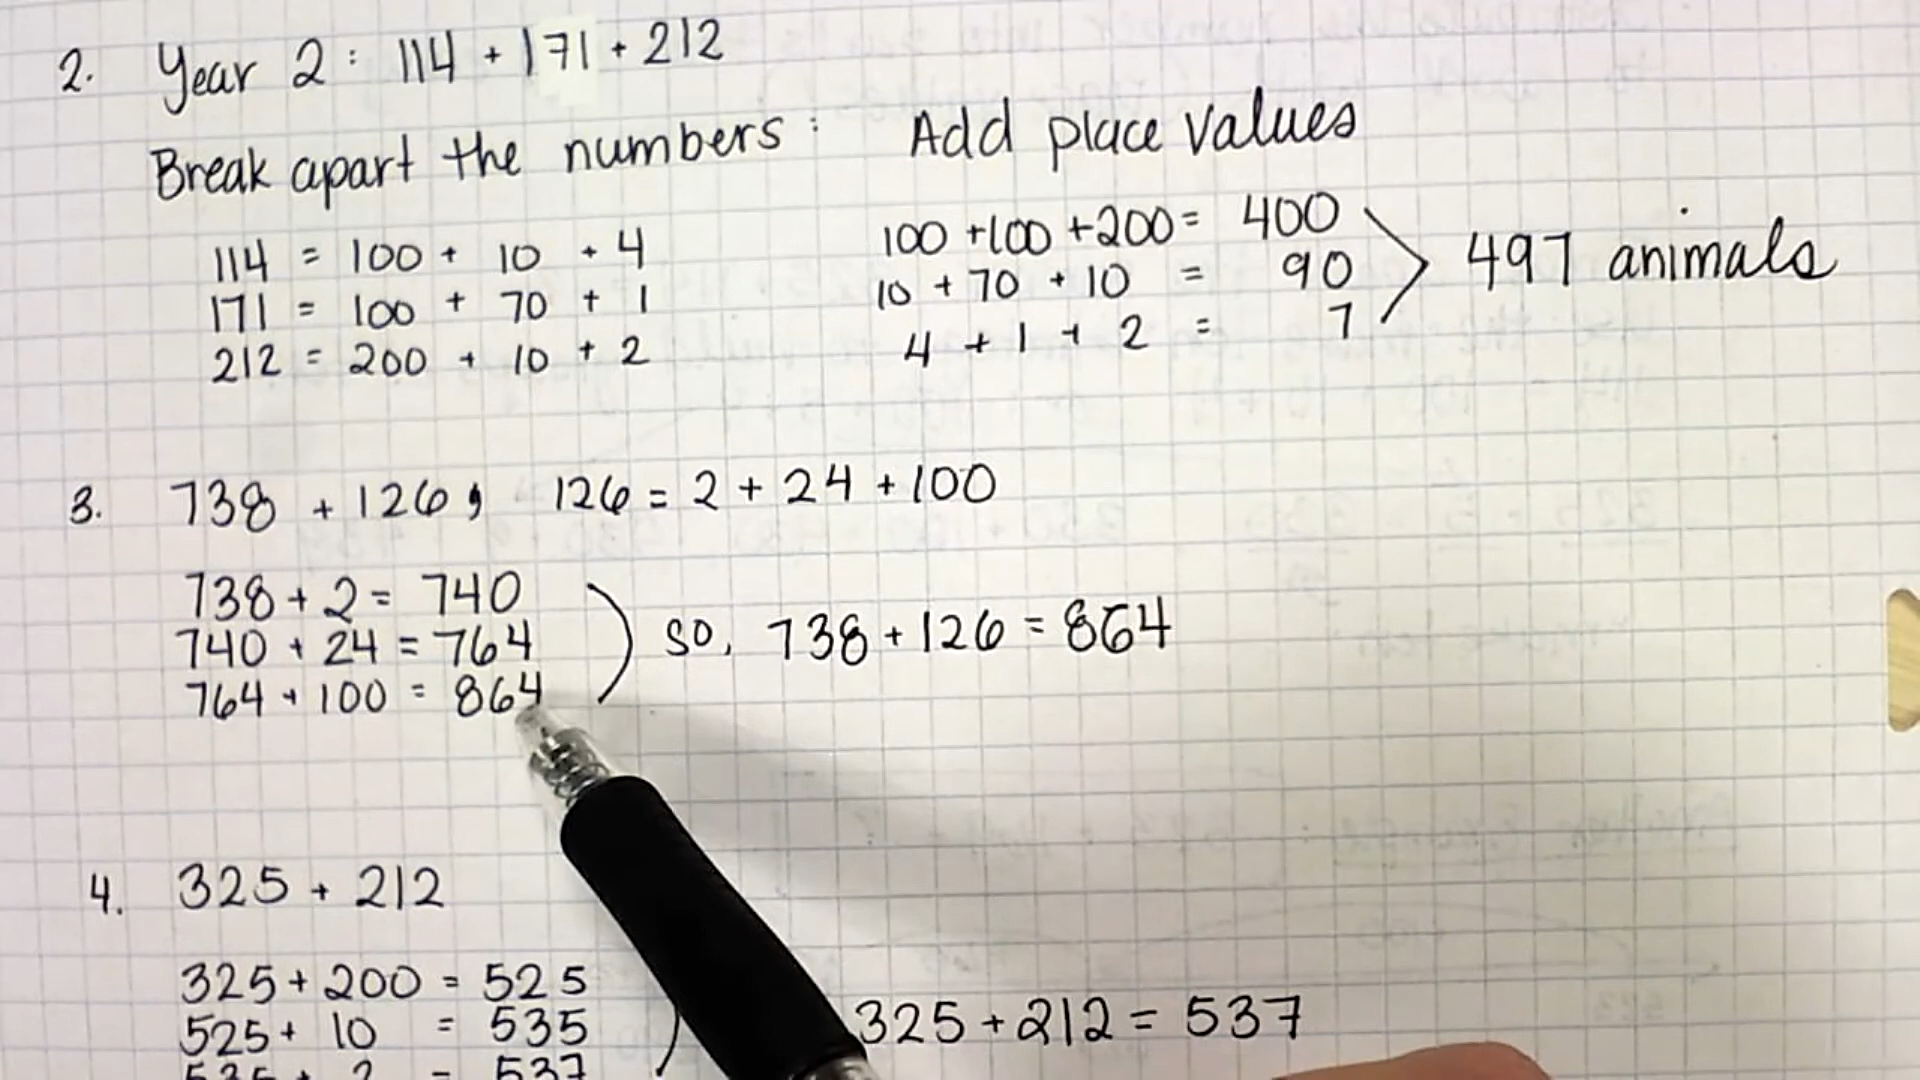 2. Year 2: 114 + 171 + 212
Break apart the numbers: Add place values
114 = 100 + 10 + 4
171 = 100 + 70 + 1
212 = 200 + 10 + 2
100 + 100 + 200 = 400
10 + 70 + 10 = 90
4 + 1 + 2 = 7
497 animals
3. 738 + 126, 126 = 2 + 24 + 100
738 + 2 = 740
740 + 24 = 764
764 + 100 = 864
so, 738 + 126 = 864
4. 325 + 212
325 + 200 = 525
525 + 10 = 535
535 + 2 = 537
325 + 212 = 537